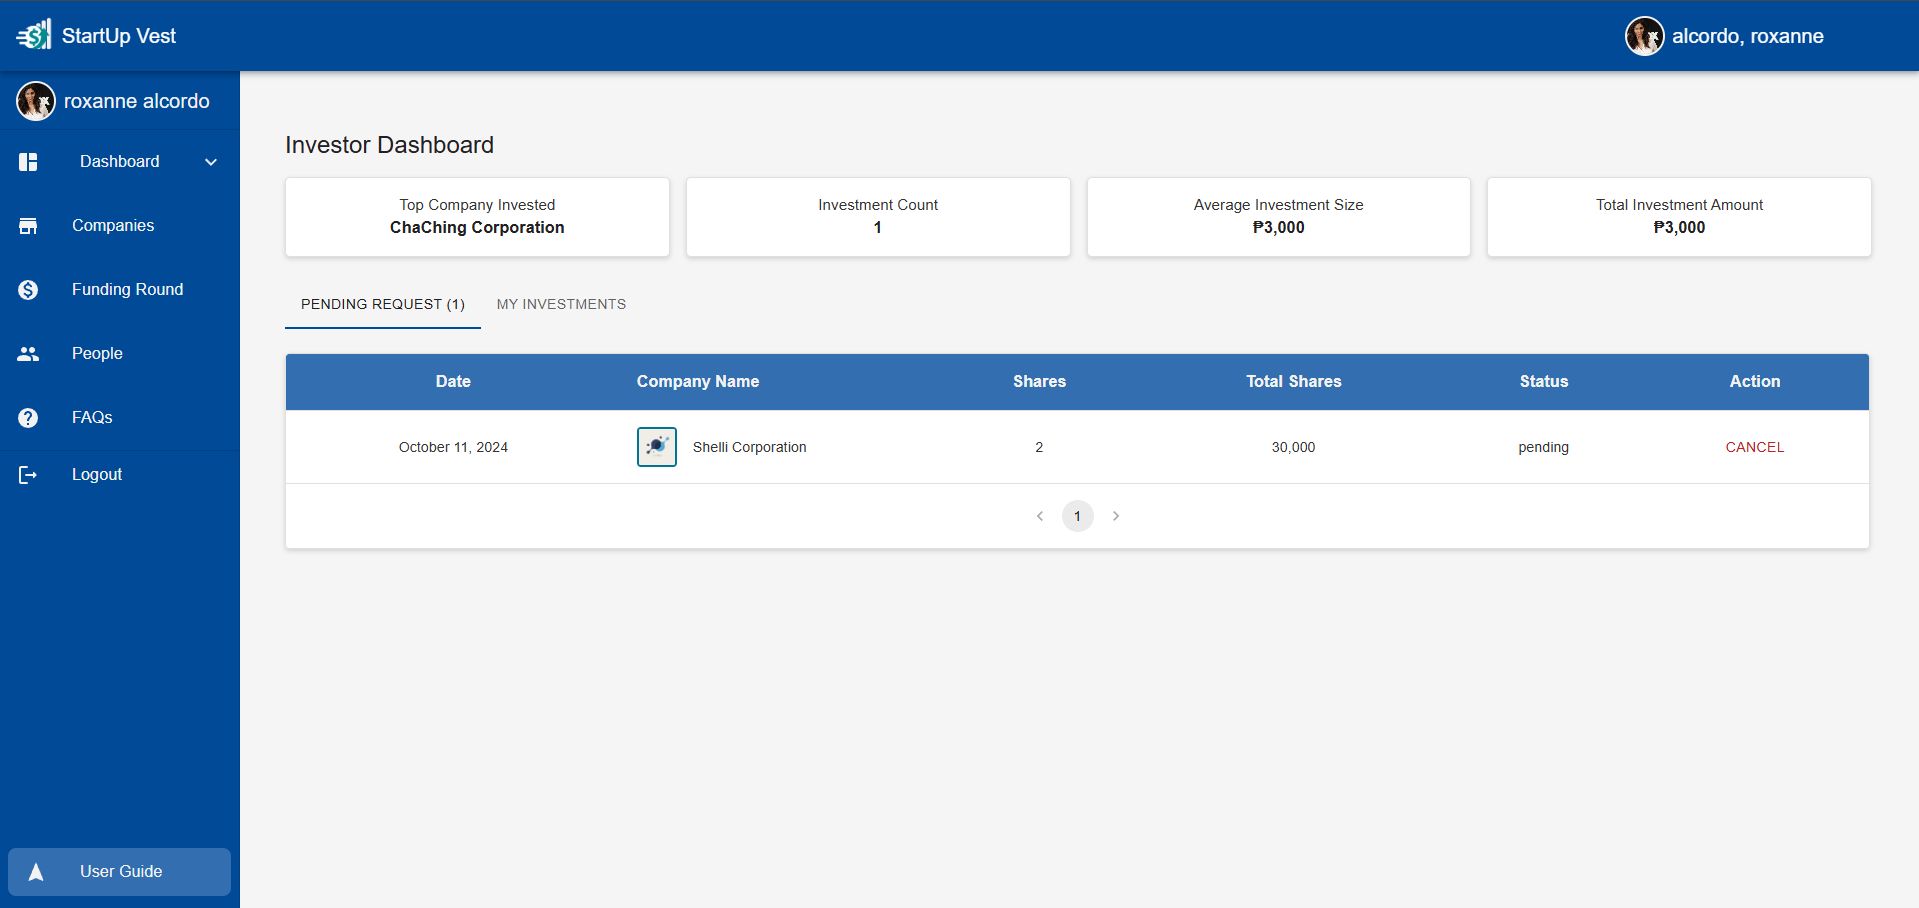 StartUp Vest
alcordo, roxanne
roxanne alcordo
Dashboard
Companies
Funding Round
People
FAQs
Logout
User Guide
Investor Dashboard
Top Company Invested
ChaChing Corporation
Investment Count
1
Average Investment Size
₱3,000
Total Investment Amount
₱3,000
PENDING REQUEST (1) MY INVESTMENTS
Date Company Name Shares Total Shares Status Action
October 11, 2024 Shelli Corporation 2 30,000 pending CANCEL
1